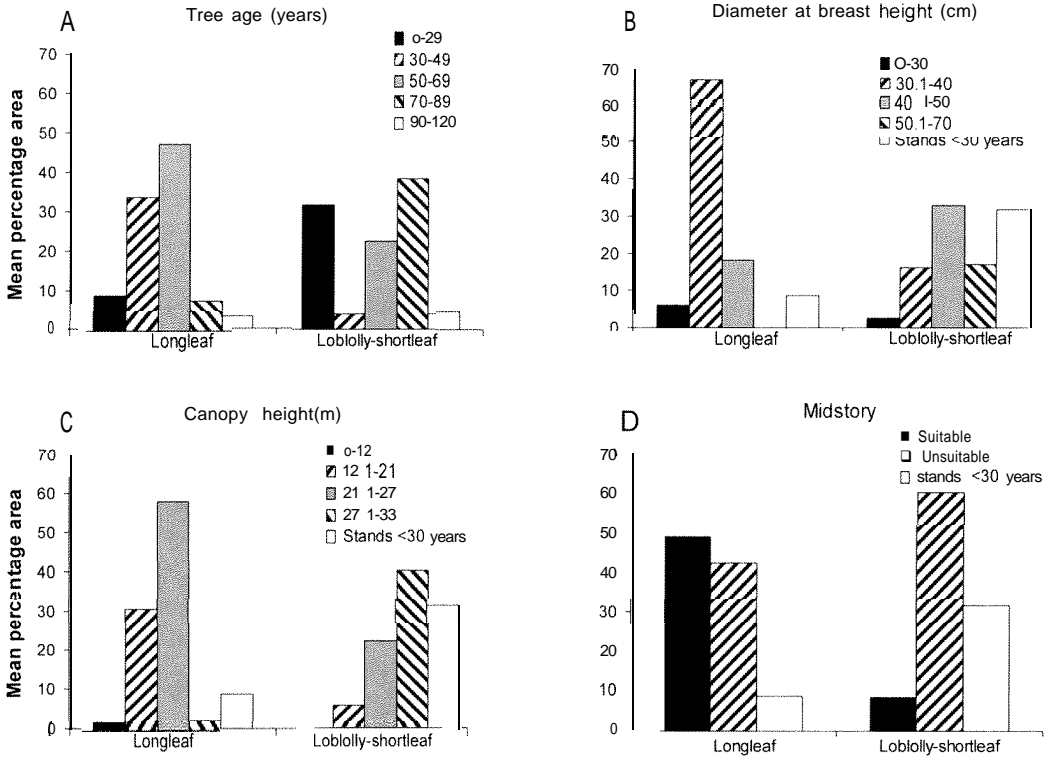 A
Tree age (years)
o-29
30-49
50-69
70-89
90-120
Mean percentage area
70
60
50
40
30
20
10
0
Longleaf
Loblolly-shortleaf
B
Diameter at breast height (cm)
O-30
30.1-40
40 I-50
50.1-70
Stands <30 years
70
60
50
40
30
20
10
0
Longleaf
Loblolly-shortleaf
C
Canopy height(m)
o-12
12 1-21
21 1-27
27 1-33
Stands <30 years
Mean percentage area
70
60
50
40
30
20
10
0
Longleaf
Loblolly-shortleaf
D
Midstory
Suitable
Unsuitable
stands <30 years
70
60
50
40
30
20
10
0
Longleaf
Loblolly-shortleaf